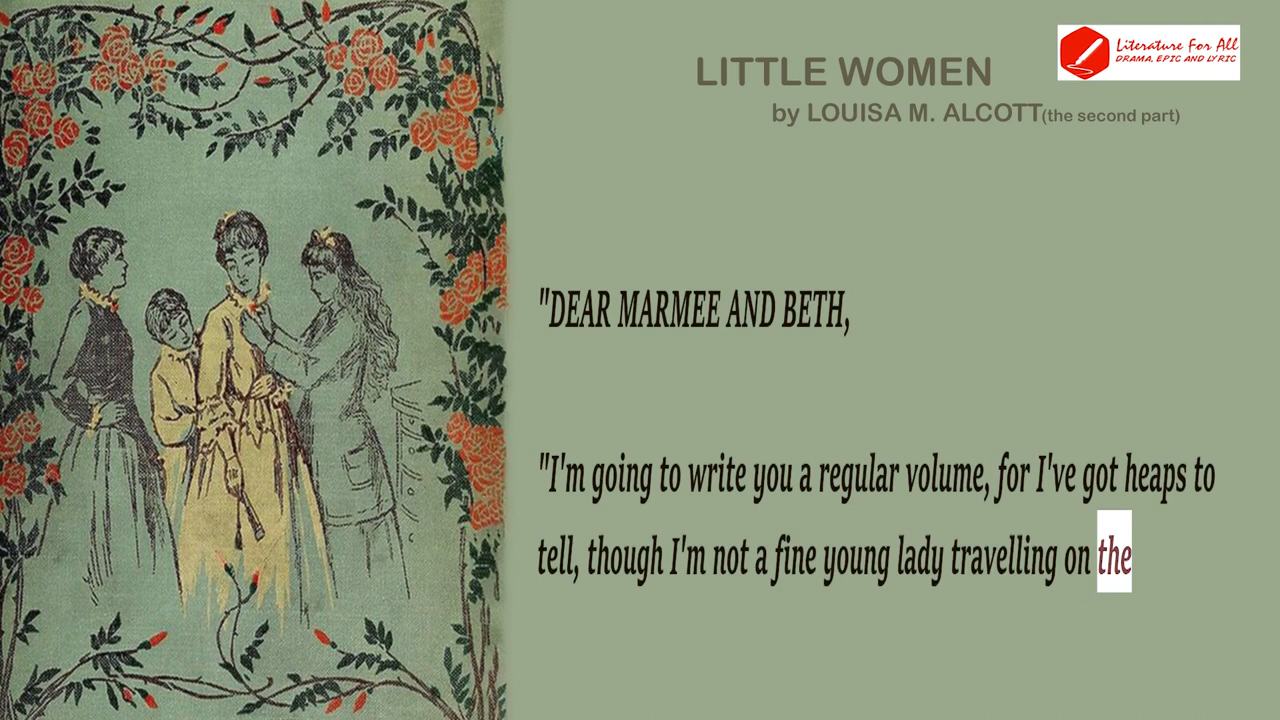 LITTLE WOMEN
by LOUISA M. ALCOTT(the second part)
Literature For All
DRAMA, EPIC AND LYRIC
"DEAR MARMEE AND BETH,
"I'm going to write you a regular volume, for I've got heaps to
tell, though I'm not a fine young lady travelling on the